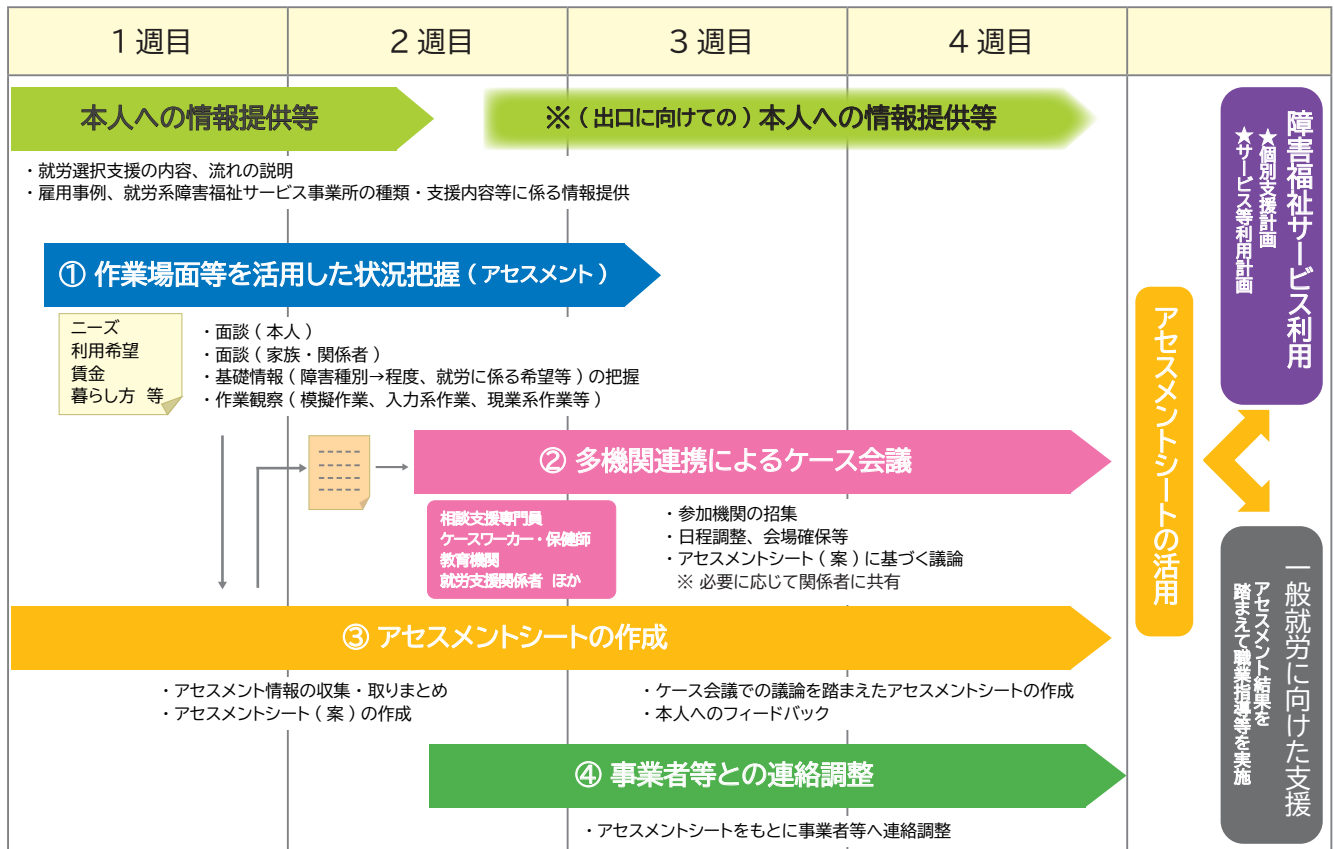 1 週目
2 週目
3 週目
4 週目
本人への情報提供等
※ ( 出口に向けての ) 本人への情報提供等
・就労選択支援の内容、流れの説明
・雇用事例、就労系障害福祉サービス事業所の種類・支援内容等に係る情報提供
① 作業場面等を活用した状況把握 ( アセスメント )
ニーズ
利用希望
賃金
暮らし方 等
・面談 ( 本人 )
・面談 ( 家族・関係者 )
・基礎情報 ( 障害種別→程度、就労に係る希望等 ) の把握
・作業観察 ( 模擬作業、入力系作業、現業系作業等 )
② 多機関連携によるケース会議
相談支援専門員
ケースワーカー・保健師
教育機関
就労支援関係者 ほか
・参加機関の招集
・日程調整、会場確保等
・アセスメントシート ( 案 ) に基づく議論
※ 必要に応じて関係者に共有
③ アセスメントシートの作成
・アセスメント情報の収集・取りまとめ
・アセスメントシート ( 案 ) の作成
・ケース会議での議論を踏まえたアセスメントシートの作成
・本人へのフィードバック
④ 事業者等との連絡調整
・アセスメントシートをもとに事業者等へ連絡調整
アセスメントシートの活用
障害福祉サービス利用
★個別支援計画
★サービス等利用計画
一般就労に向けた支援
アセスメント結果を
踏まえて職業指導等を実施